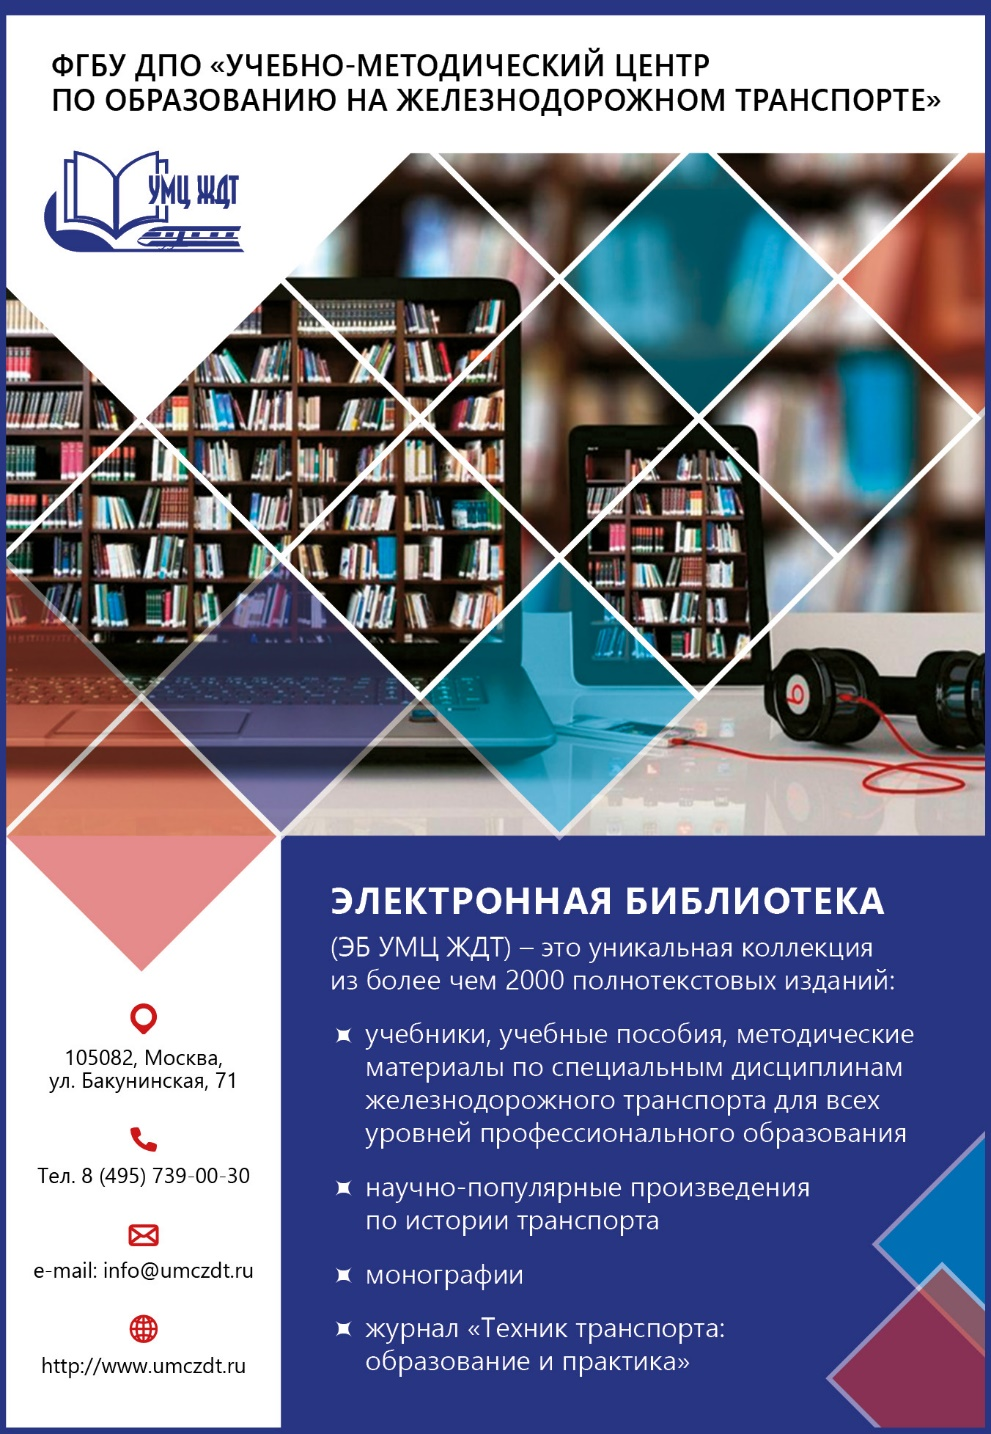 ФГБУ ДПО «УЧЕБНО-МЕТОДИЧЕСКИЙ ЦЕНТР
ПО ОБРАЗОВАНИЮ НА ЖЕЛЕЗНОДОРОЖНОМ ТРАНСПОРТЕ»
УМЦ ЖДТ
105082, Москва,
ул. Бакунинская, 71
Тел. 8 (495) 739-00-30
e-mail: info@umczdt.ru
http://www.umczdt.ru
ЭЛЕКТРОННАЯ БИБЛИОТЕКА
(ЭБ УМЦ ЖДТ) – это уникальная коллекция
из более чем 2000 полнотекстовых изданий:
учебники, учебные пособия, методические
материалы по специальным дисциплинам
железнодорожного транспорта для всех
уровней профессионального образования
научно-популярные произведения
по истории транспорта
монографии
журнал «Техник транспорта:
образование и практика»